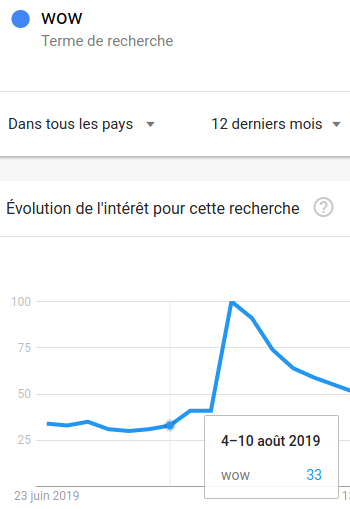 wow
Terme de recherche
Dans tous les pays 12 derniers mois
Évolution de l'intérêt pour cette recherche
100
75
50
25
4–10 août 2019
wow 33
23 juin 2019